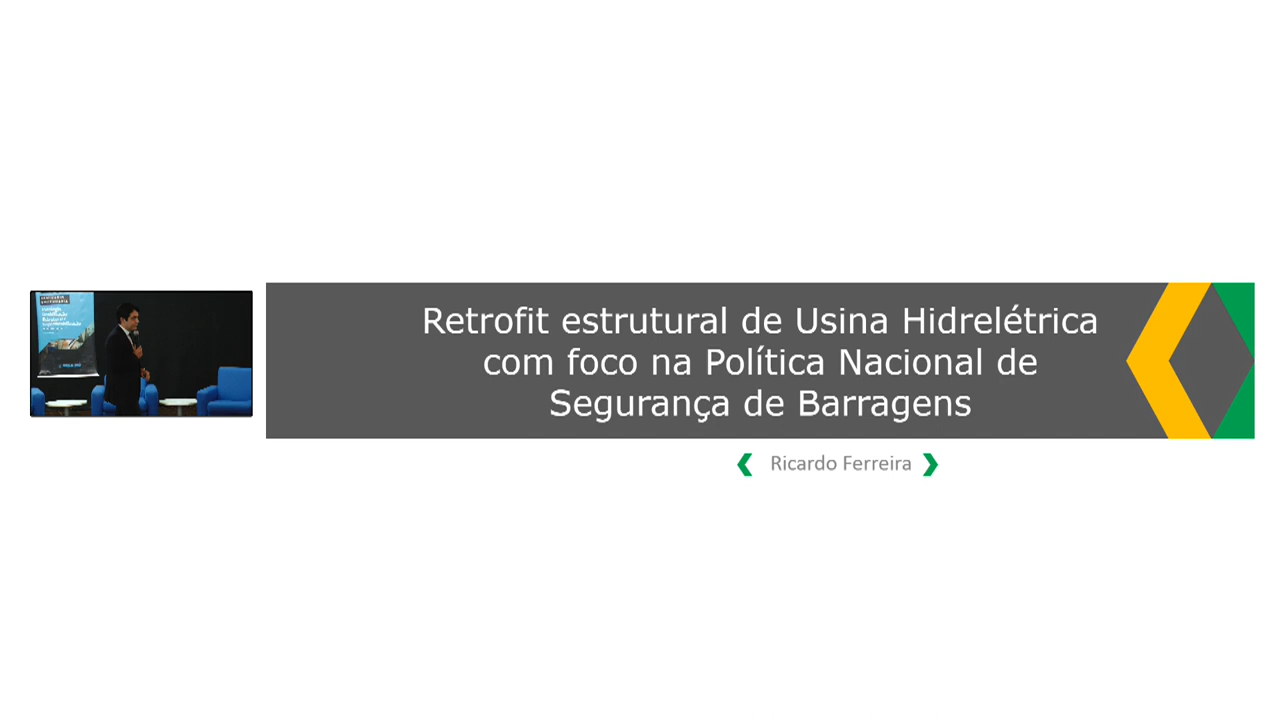 Retrofit estrutural de Usina Hidrelétrica
com foco na Política Nacional de
Segurança de Barragens
Ricardo Ferreira